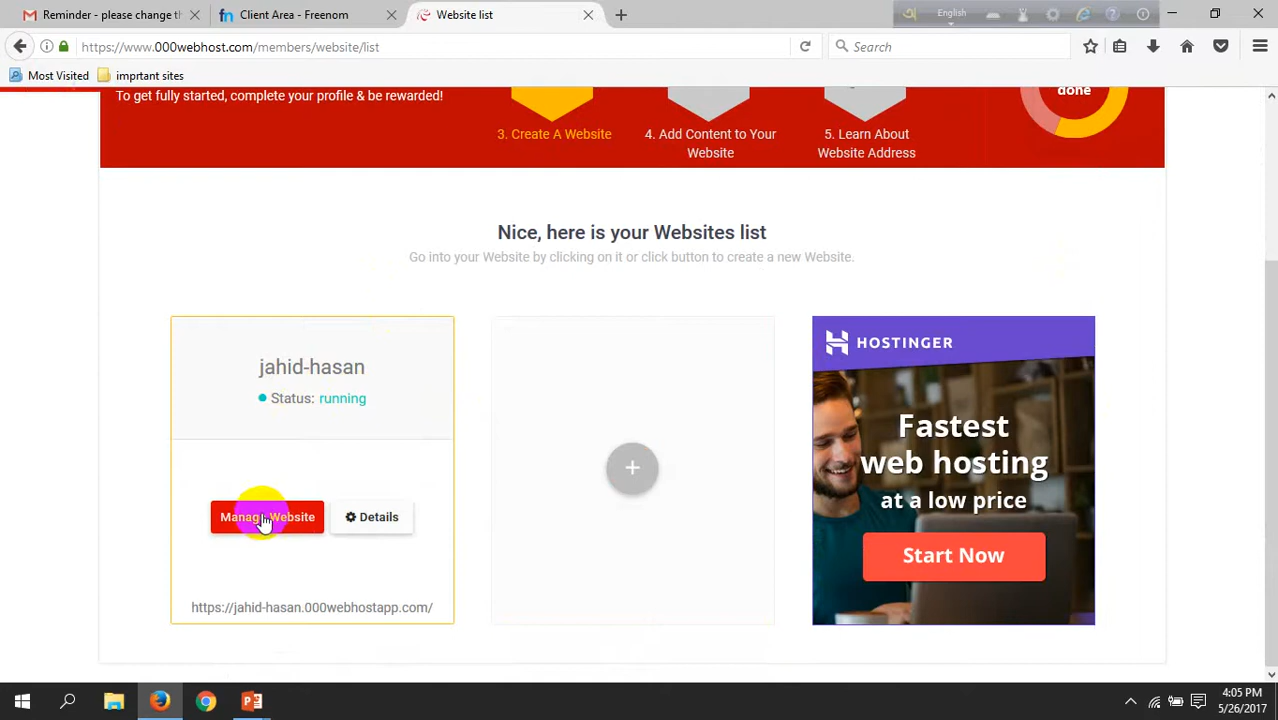 Gmail - please change th
Client Area - Freenom
Website list
English
https://www.000webhost.com/members/website/list
Search
Most Visited
imprtant sites
To get fully started, complete your profile & be rewarded!
done
3. Create A Website
4. Add Content to Your
Website
5. Learn About
Website Address
Nice, here is your Websites list
Go into your Website by clicking on it or click button to create a new Website.
jahid-hasan
Status: running
Manage Website
Details
https://jahid-hasan.000webhostapp.com/
HOSTINGER
Fastest
web hosting
at a low price
Start Now
4:05 PM
5/26/2017